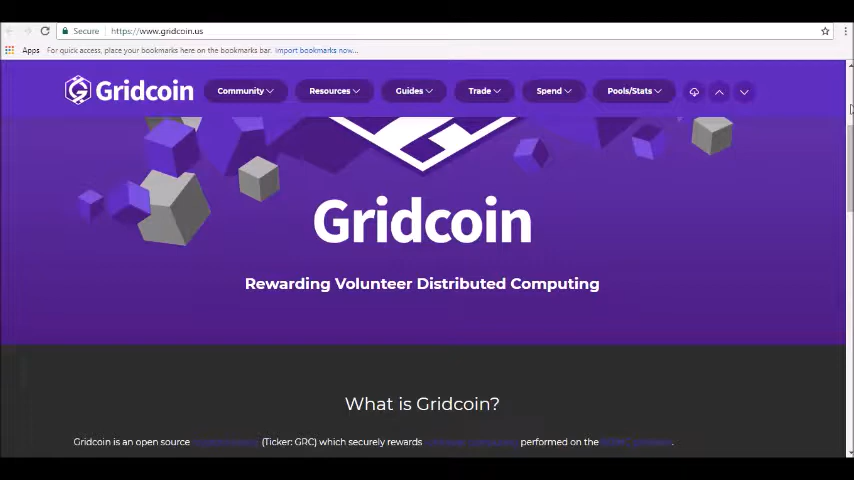 Secure https://www.gridcoin.us
Apps For quick access, place your bookmarks here on the bookmarks bar. Import bookmarks now...
Gridcoin Community Resources Guides Trade Spend Pools/Stats
Gridcoin
Rewarding Volunteer Distributed Computing
What is Gridcoin?
Gridcoin is an open source (Ticker: GRC) which securely rewards performed on the .